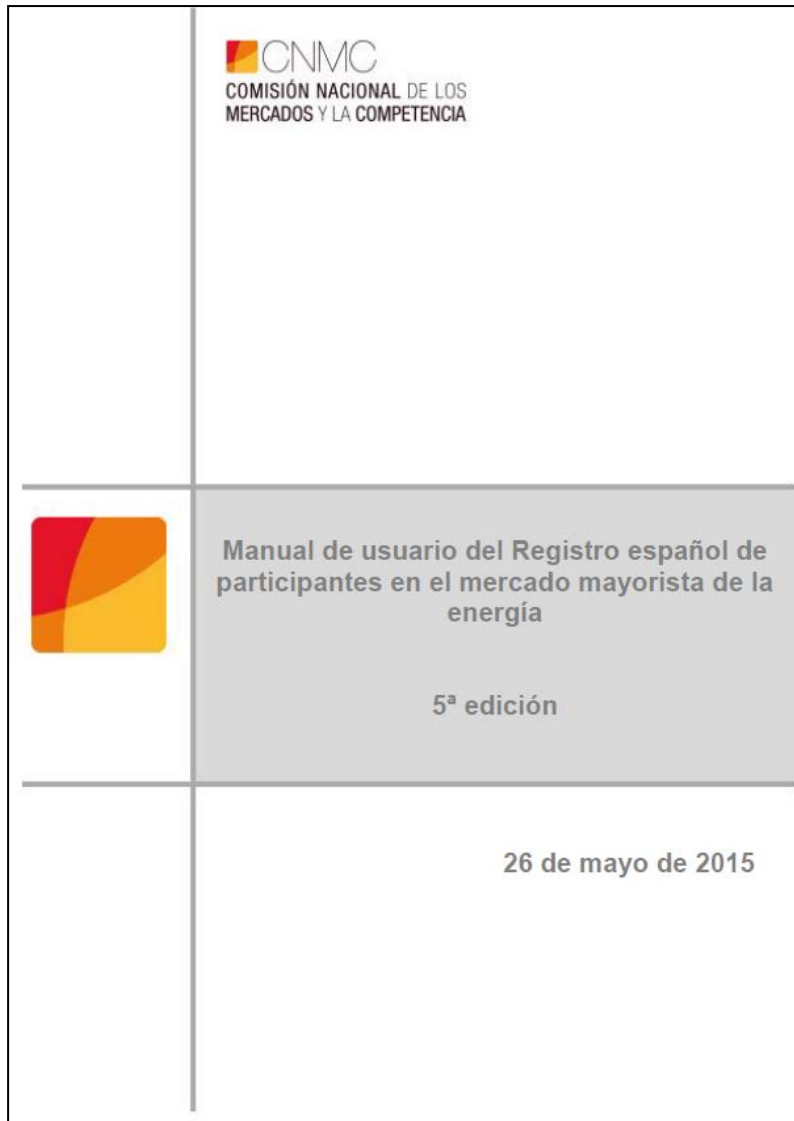 CNMC
COMISIÓN NACIONAL DE LOS
MERCADOS Y LA COMPETENCIA
Manual de usuario del Registro español de
participantes en el mercado mayorista de la
energía
5ª edición
26 de mayo de 2015